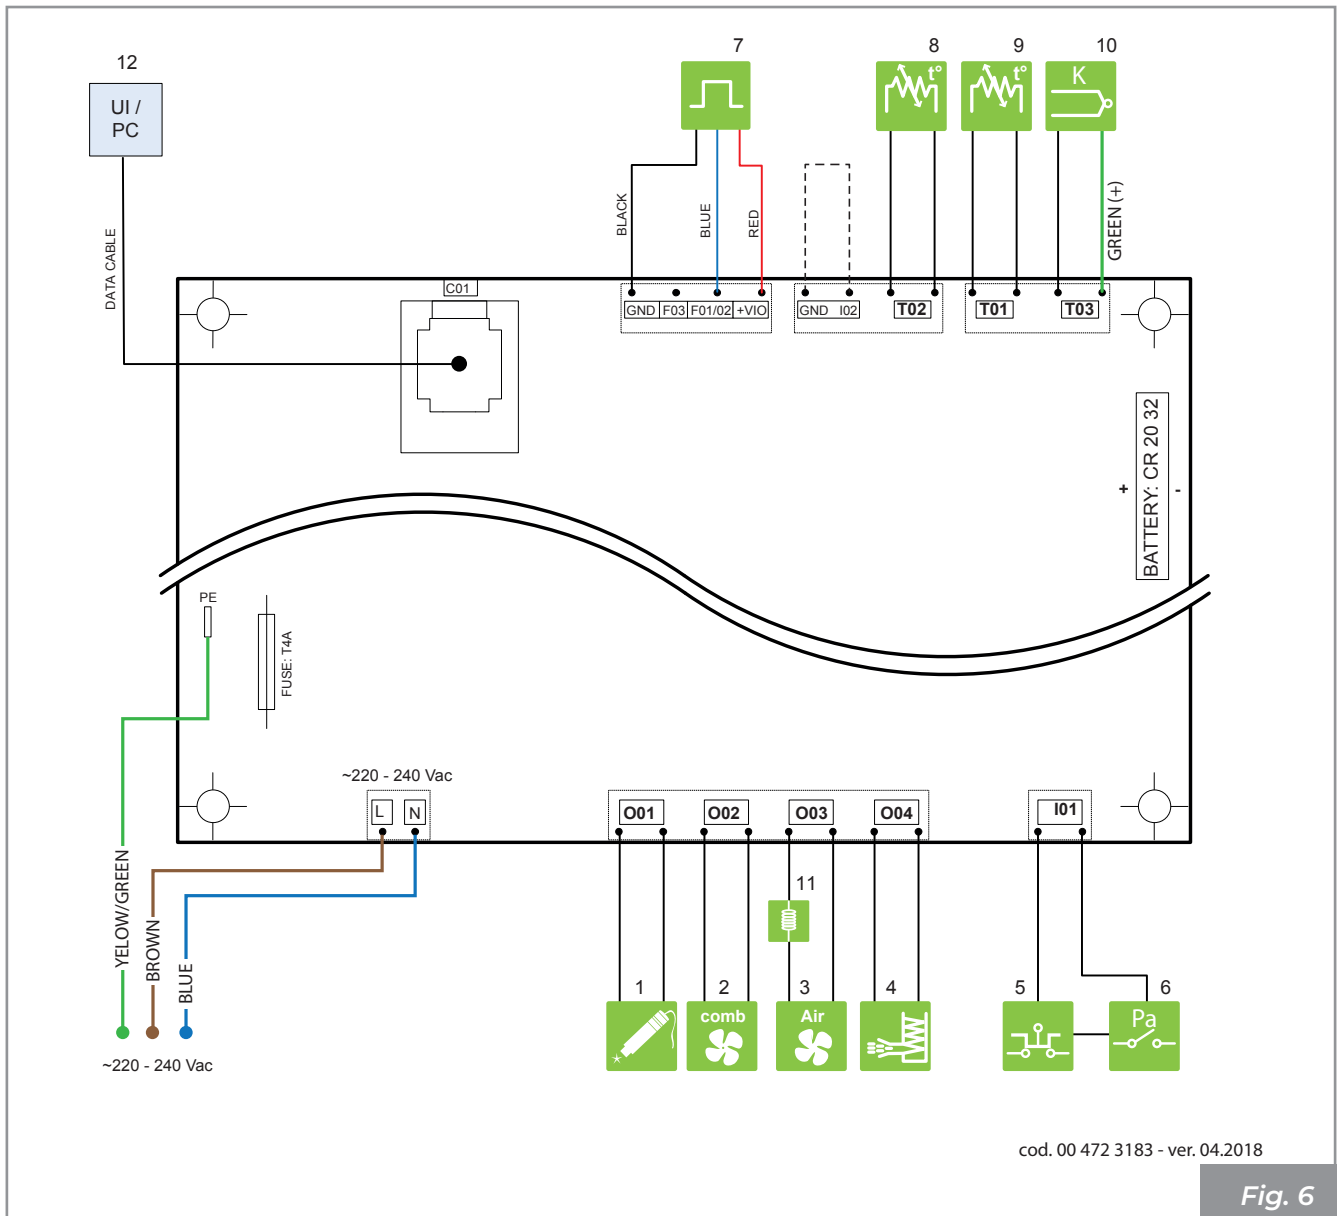 12
7
8
9
10
UI /
PC
t°
t°
K
DATA CABLE
BLACK
BLUE
RED
GREEN (+)
C01
GND F03 F01/02 +VIO
GND I02 T02
T01 T03
BATTERY: CR 20 32
+
-
PE
FUSE: T4A
~220 - 240 Vac
L N
O01 O02 O03 O04
I01
YELOW/GREEN
BROWN
BLUE
~220 - 240 Vac
11
1
2
3
4
5
6
comb
Air
Pa
cod. 00 472 3183 - ver. 04.2018
Fig. 6